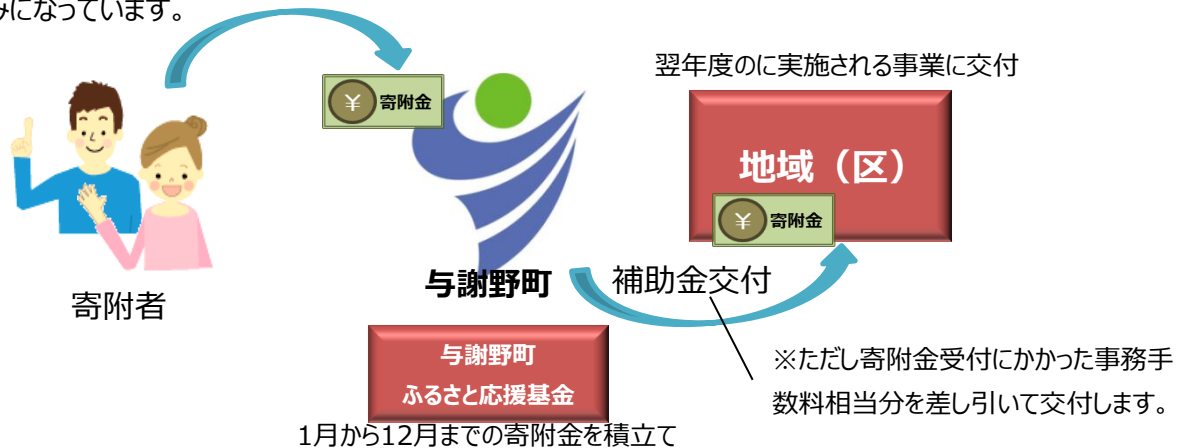 みになっています。
翌年度のに実施される事業に交付
¥ 寄附金
地域（区）
¥ 寄附金
与謝野町
補助金交付
寄附者
与謝野町
ふるさと応援基金
※ただし寄附金受付にかかった事務手
数料相当分を差し引いて交付します。
1月から12月までの寄附金を積立て